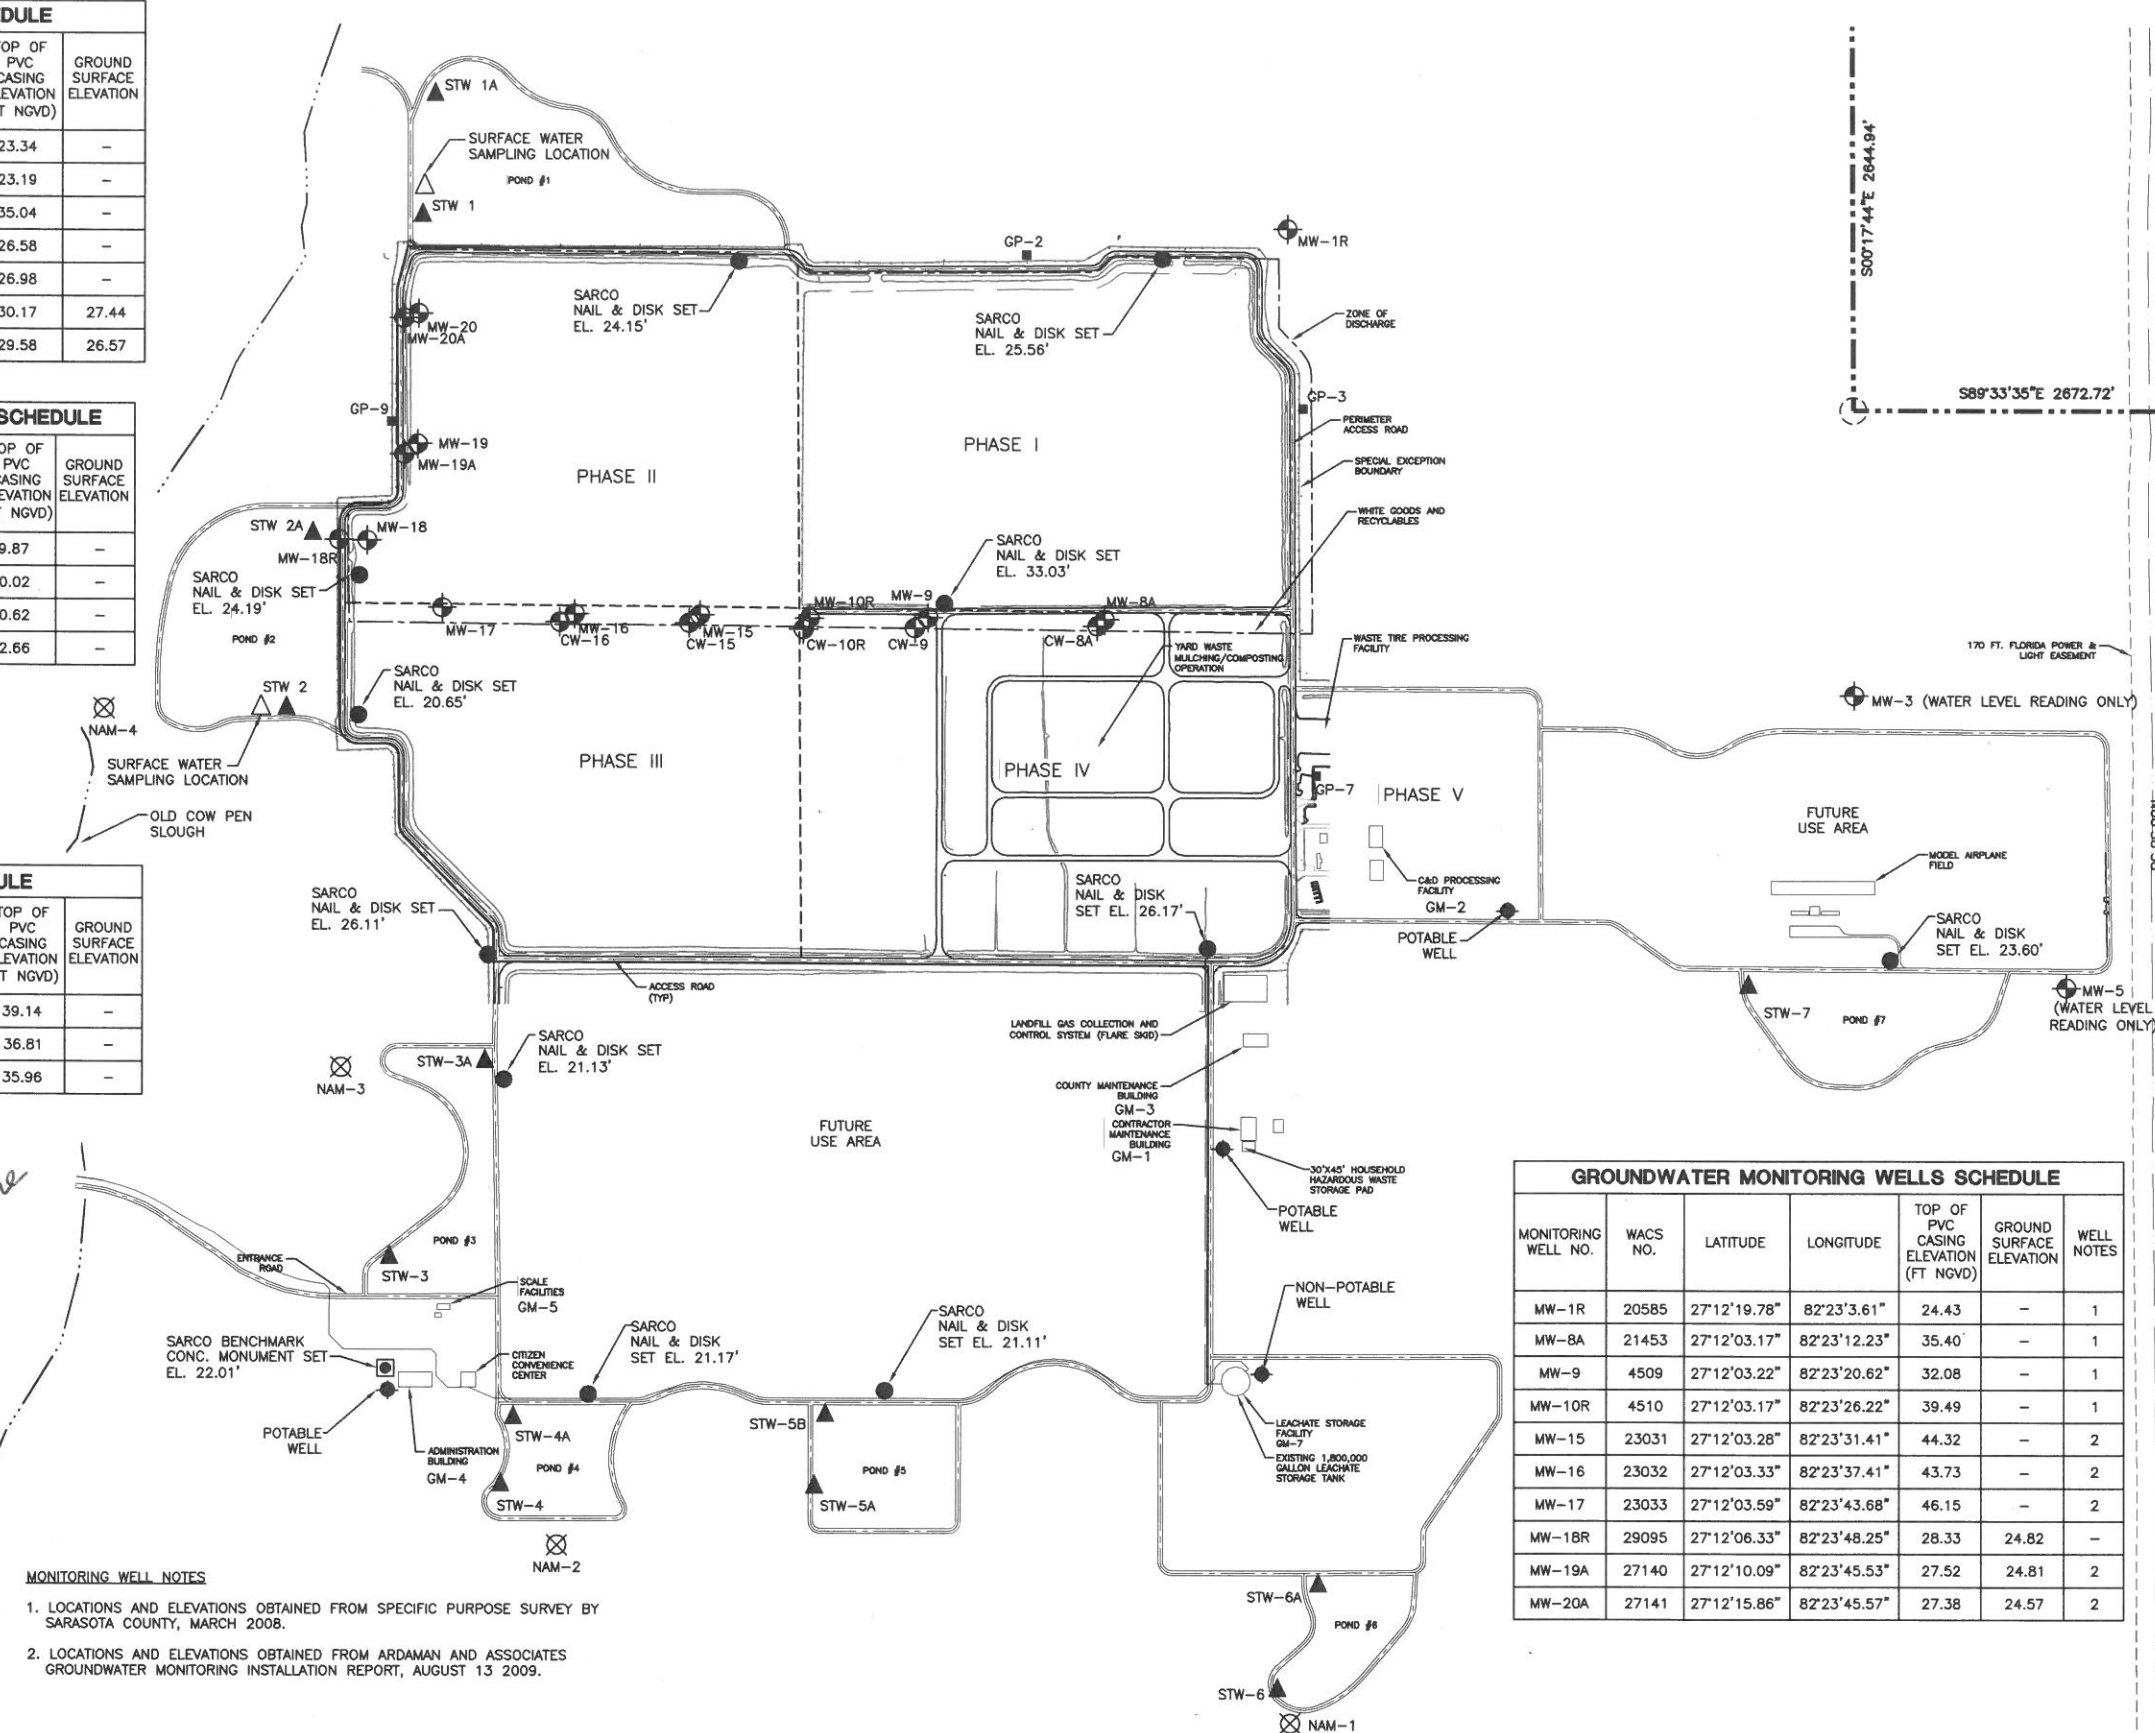 EDULE
TOP OF
PVC
CASING
ELEVATION
(FT NGVD)
GROUND
SURFACE
ELEVATION
23.34 –
23.19 –
35.04 –
26.58 –
26.98 –
30.17 27.44
29.58 26.57
SCHEDULE
TOP OF
PVC
CASING
ELEVATION
NGVD)
GROUND
SURFACE
ELEVATION
9.87 –
0.02 –
0.62 –
2.66 –
ULE
TOP OF
PVC
CASING
ELEVATION
(FT NGVD)
GROUND
SURFACE
ELEVATION
39.14 –
36.81 –
35.96 –
STW 1A
SURFACE WATER
SAMPLING LOCATION
POND #1
STW 1
GP-2
MW-1R
S00°17'44"E 2644.94'
S89°33'35"E 2672.72'
SARCO
NAIL & DISK SET
EL. 24.15'
SARCO
NAIL & DISK SET
EL. 25.56'
ZONE OF
DISCHARGE
MW-20
MW-20A
GP-9
GP-3
PERIMETER
ACCESS ROAD
MW-19
MW-19A
PHASE I
PHASE II
SPECIAL EXCEPTION
BOUNDARY
WHITE GOODS AND
RECYCLABLES
STW 2A
MW-18
MW-18R
SARCO
NAIL & DISK SET
EL. 24.19'
SARCO
NAIL & DISK SET
EL. 33.03'
POND #2
MW-17
MW-16
CW-16
MW-15
CW-15
MW-10R
CW-10R
MW-9
CW-9
MW-8A
CW-8A
YARD WASTE
MULCHING/COMPOSTING
OPERATION
WASTE TIRE PROCESSING
FACILITY
170 FT. FLORIDA POWER &
LIGHT EASEMENT
SARCO
NAIL & DISK SET
EL. 20.65'
STW 2
NAM-4
MW-3 (WATER LEVEL READING ONLY)
SURFACE WATER
SAMPLING LOCATION
PHASE III
PHASE IV
GP-7
PHASE V
OLD COW PEN
SLOUGH
FUTURE
USE AREA
MODEL AIRPLANE
FIELD
C&D PROCESSING
FACILITY
GM-2
SARCO
NAIL & DISK SET
EL. 26.11'
SARCO
NAIL & DISK
SET EL. 26.17'
POTABLE
WELL
SARCO
NAIL & DISK
SET EL. 23.60'
ACCESS ROAD
(TYP)
STW-7
POND #7
MW-5
(WATER LEVEL
READING ONLY)
LANDFILL GAS COLLECTION AND
CONTROL SYSTEM (FLARE SKID)
STW-3A
SARCO
NAIL & DISK SET
EL. 21.13'
NAM-3
COUNTY MAINTENANCE
BUILDING
GM-3
CONTRACTOR
MAINTENANCE
BUILDING
GM-1
FUTURE
USE AREA
30'X45' HOUSEHOLD
HAZARDOUS WASTE
STORAGE PAD
POTABLE
WELL
POND #3
STW-3
ENTRANCE
ROAD
SCALE
FACILITIES
GM-5
NON-POTABLE
WELL
SARCO BENCHMARK
CONC. MONUMENT SET
EL. 22.01'
CITIZEN
CONVENIENCE
CENTER
SARCO
NAIL & DISK
SET EL. 21.17'
SARCO
NAIL & DISK
SET EL. 21.11'
POTABLE
WELL
ADMINISTRATION
BUILDING
GM-4
STW-4A
POND #4
STW-4
STW-5B
POND #5
STW-5A
LEACHATE STORAGE
FACILITY
GM-7
EXISTING 1,800,000
GALLON LEACHATE
STORAGE TANK
NAM-2
STW-6A
POND #6
STW-6
NAM-1
GROUNDWATER MONITORING WELLS SCHEDULE
MONITORING
WELL NO.
WACS
NO.
LATITUDE
LONGITUDE
TOP OF
PVC
CASING
ELEVATION
(FT NGVD)
GROUND
SURFACE
ELEVATION
WELL
NOTES
MW-1R 20585 27°12'19.78" 82°23'3.61" 24.43 – 1
MW-8A 21453 27°12'03.17" 82°23'12.23" 35.40 – 1
MW-9 4509 27°12'03.22" 82°23'20.62" 32.08 – 1
MW-10R 4510 27°12'03.17" 82°23'26.22" 39.49 – 1
MW-15 23031 27°12'03.28" 82°23'31.41" 44.32 – 2
MW-16 23032 27°12'03.33" 82°23'37.41" 43.73 – 2
MW-17 23033 27°12'03.59" 82°23'43.68" 46.15 – 2
MW-18R 29095 27°12'06.33" 82°23'48.25" 28.33 24.82 –
MW-19A 27140 27°12'10.09" 82°23'45.53" 27.52 24.81 2
MW-20A 27141 27°12'15.86" 82°23'45.57" 27.38 24.57 2
MONITORING WELL NOTES
1. LOCATIONS AND ELEVATIONS OBTAINED FROM SPECIFIC PURPOSE SURVEY BY
SARASOTA COUNTY, MARCH 2008.
2. LOCATIONS AND ELEVATIONS OBTAINED FROM ARDAMAN AND ASSOCIATES
GROUNDWATER MONITORING INSTALLATION REPORT, AUGUST 13 2009.